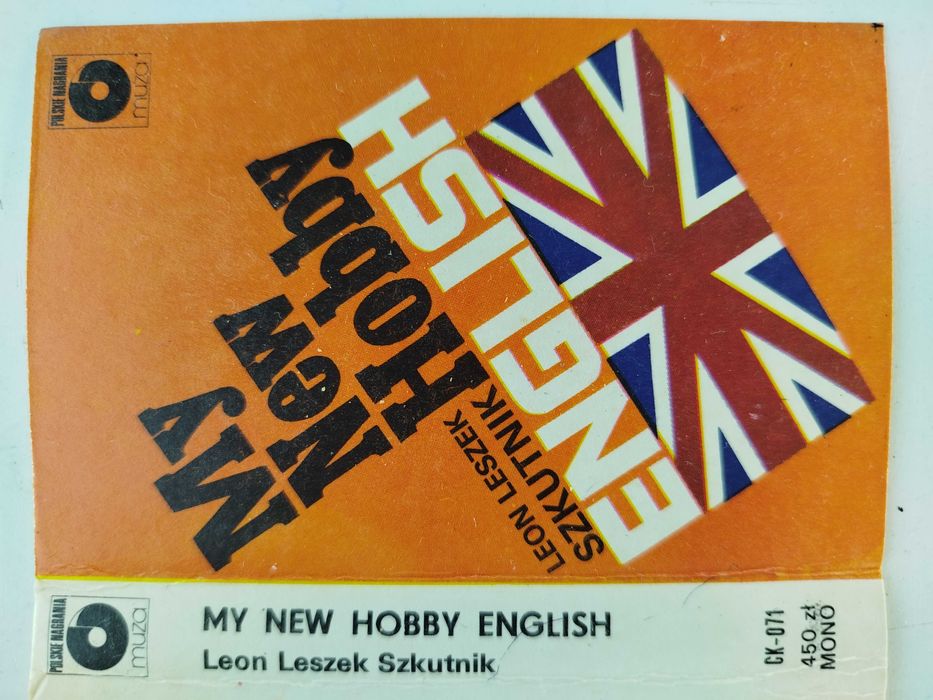 POLSKIE NAGRANIA
muza
My
New
Hobby
ENGLISH
LEON LESZEK
SZKUTNIK
POLSKIE NAGRANIA
muza
MY NEW HOBBY ENGLISH
Leon Leszek Szkutnik
CK-071
450 zł
MONO